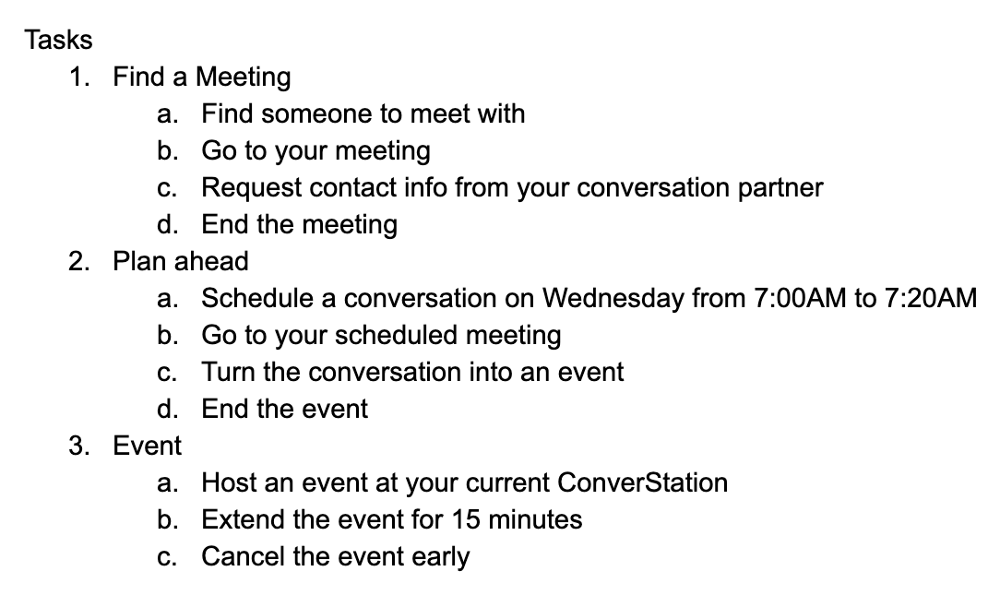 Tasks
1. Find a Meeting
a. Find someone to meet with
b. Go to your meeting
c. Request contact info from your conversation partner
d. End the meeting
2. Plan ahead
a. Schedule a conversation on Wednesday from 7:00AM to 7:20AM
b. Go to your scheduled meeting
c. Turn the conversation into an event
d. End the event
3. Event
a. Host an event at your current ConverStation
b. Extend the event for 15 minutes
c. Cancel the event early